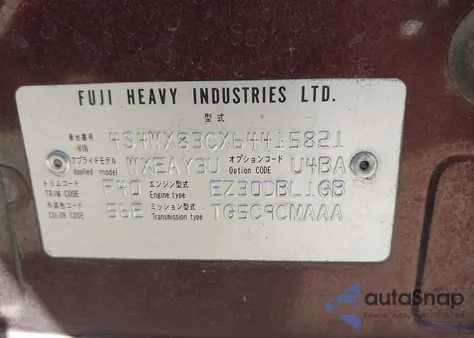 FUJI HEAVY INDUSTRIES LTD.
型式
車台番号 VIN 4S4WX83CX64415821
アプライドモデル Applied model WXEAY3U オプションコード Option CODE U4BA
トリムコード TRIM CODE F40 エンジン型式 Engine type EZ30DBL1GB
外装色コード COLOR CODE 56E ミッション型式 Transmission type TG5C9CMAAA
autoSnap